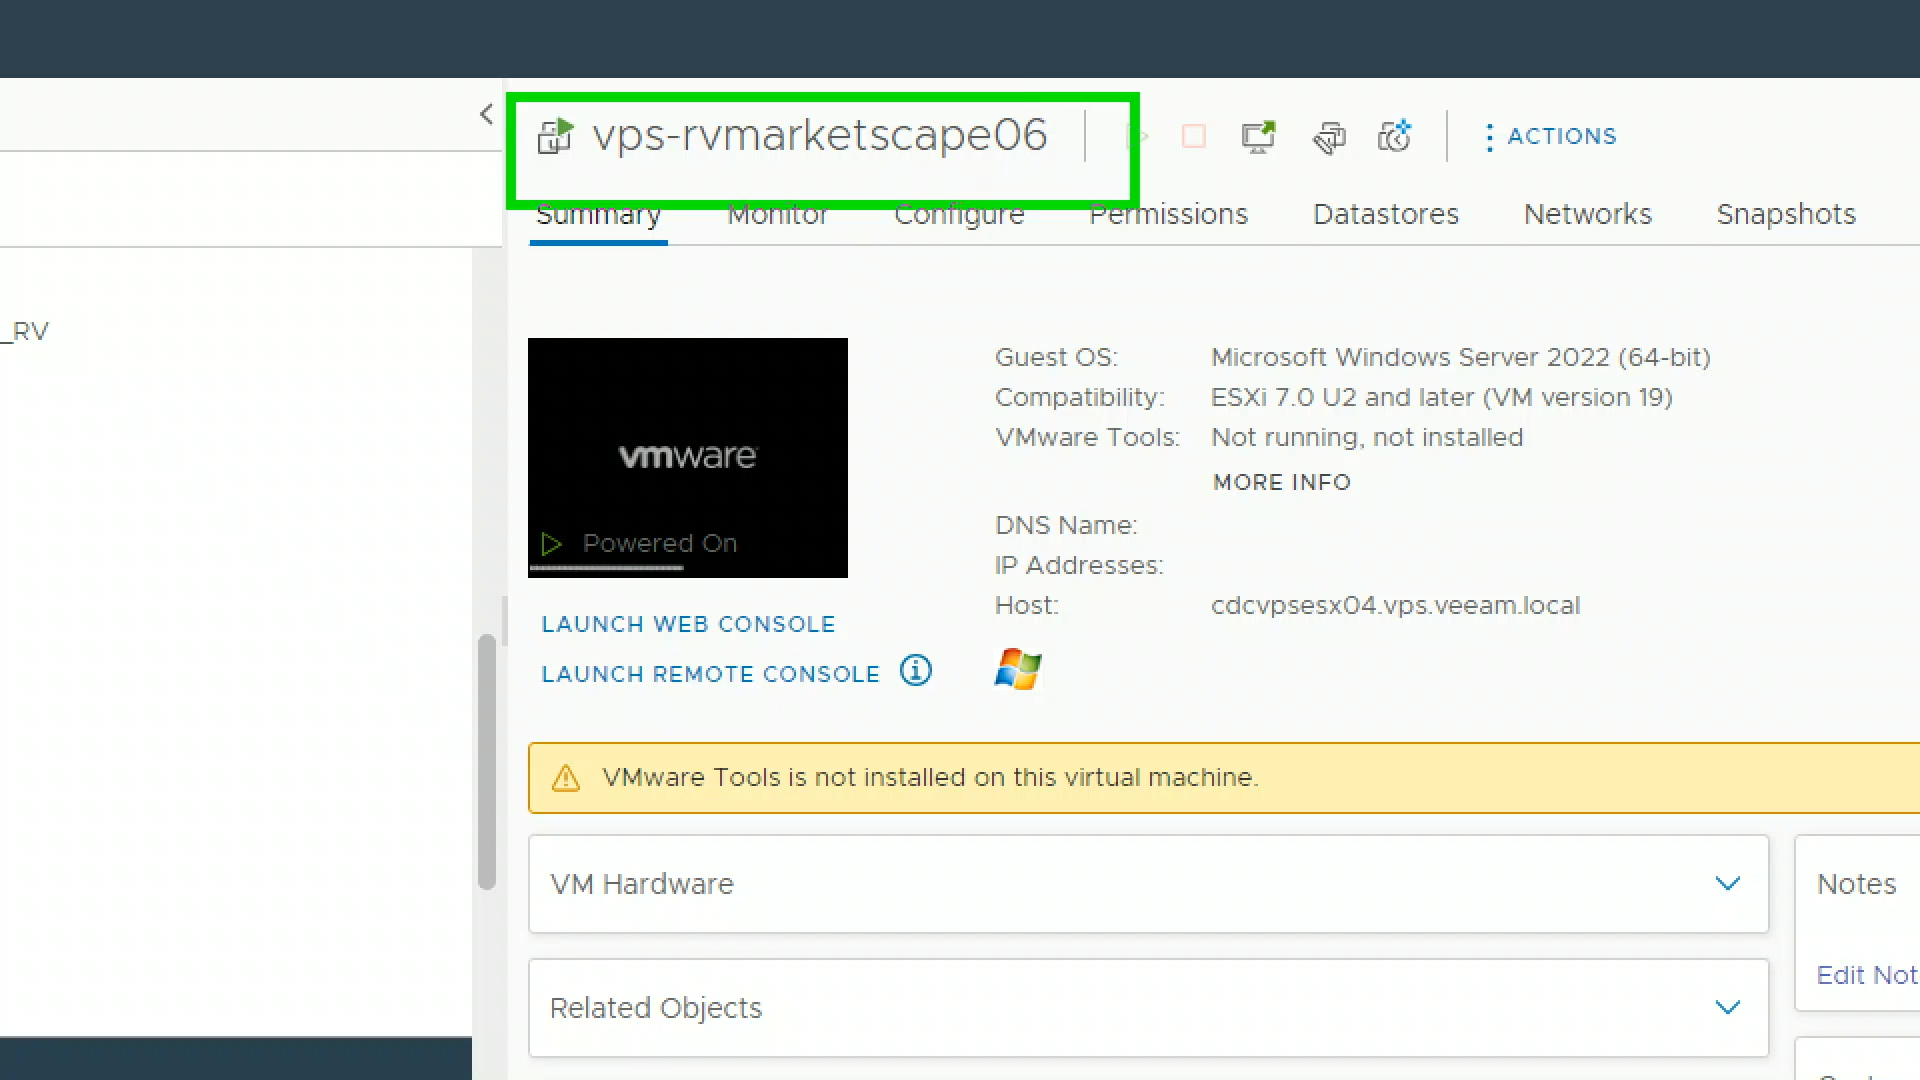 vps-rvmarketscape06
ACTIONS
Summary Monitor Configure Permissions Datastores Networks Snapshots
_RV
vmware
Powered On
LAUNCH WEB CONSOLE
LAUNCH REMOTE CONSOLE
Guest OS: Microsoft Windows Server 2022 (64-bit)
Compatibility: ESXi 7.0 U2 and later (VM version 19)
VMware Tools: Not running, not installed
MORE INFO
DNS Name:
IP Addresses:
Host: cdcvpsesx04.vps.veeam.local
VMware Tools is not installed on this virtual machine.
VM Hardware
Related Objects
Notes
Edit Not